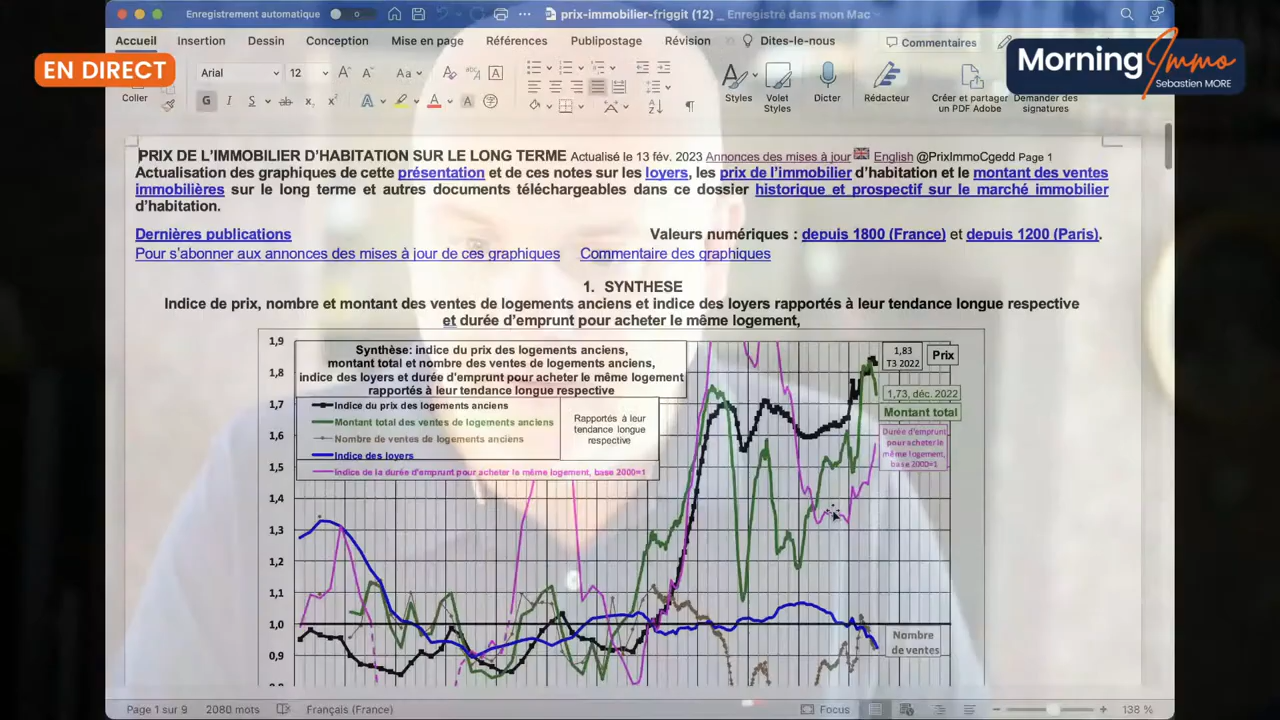 Enregistrement automatique
prix-immobilier-friggit (12) _ Enregistré dans mon Mac
EN DIRECT
Morning Immo
Sebastien MORE
Accueil Insertion Dessin Conception Mise en page Références Publipostage Révision Dites-le-nous Commentaires
Coller
Arial 12
G I S ab x x A A A
Styles
Volet Styles
Dicter
Rédacteur
Créer et partager un PDF Adobe
Demander des signatures
PRIX DE L'IMMOBILIER D'HABITATION SUR LE LONG TERME Actualisé le 13 fév. 2023 Annonces des mises à jour English @PrixImmoCgedd Page 1
Actualisation des graphiques de cette présentation et de ces notes sur les loyers, les prix de l'immobilier d'habitation et le montant des ventes
immobilières sur le long terme et autres documents téléchargeables dans ce dossier historique et prospectif sur le marché immobilier
d'habitation.
Dernières publications Valeurs numériques : depuis 1800 (France) et depuis 1200 (Paris).
Pour s'abonner aux annonces des mises à jour de ces graphiques Commentaire des graphiques
1. SYNTHESE
Indice de prix, nombre et montant des ventes de logements anciens et indice des loyers rapportés à leur tendance longue respective
et durée d'emprunt pour acheter le même logement,
Synthèse: indice du prix des logements anciens,
montant total et nombre des ventes de logements anciens,
indice des loyers et durée d'emprunt pour acheter le même logement
rapportés à leur tendance longue respective
Indice du prix des logements anciens
Montant total des ventes de logements anciens
Nombre de ventes de logements anciens
Indice des loyers
Indice de la durée d'emprunt pour acheter le même logement, base 2000=1
Rapportés à leur
tendance longue
respective
1,9
1,8
1,7
1,6
1,5
1,4
1,3
1,2
1,1
1,0
0,9
1,83
T3 2022
Prix
1,73, déc. 2022
Montant total
Durée d'emprunt
pour acheter le
même logement,
base 2000=1
Nombre
de ventes
Page 1 sur 9 2080 mots Français (France) Focus 138 %